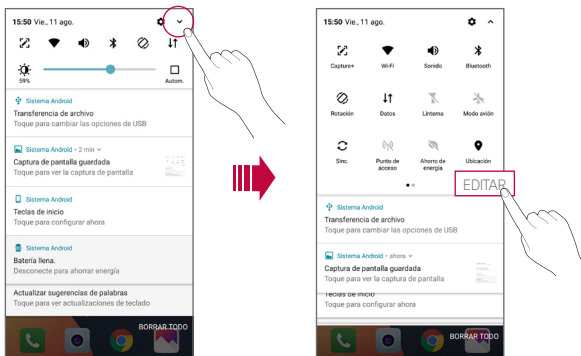 15:50 Vie., 11 ago.
59%
Autom.
Sistema Android
Transferencia de archivo
Toque para cambiar las opciones de USB
Sistema Android • 2 min
Captura de pantalla guardada
Toque para ver la captura de pantalla
Sistema Android
Teclas de inicio
Toque para configurar ahora
Sistema Android
Batería llena.
Desconecte para ahorrar energía
Actualizar sugerencias de palabras
Toque para ver actualizaciones de teclado
BORRAR TODO
15:50 Vie., 11 ago.
Capture+ Wi-Fi Sonido Bluetooth
Rotación Datos Linterna Modo avión
Sinc. Punto de acceso Ahorro de energía Ubicación
EDITAR
Sistema Android
Transferencia de archivo
Toque para cambiar las opciones de USB
Sistema Android • ahora
Captura de pantalla guardada
Toque para ver la captura de pantalla
Teclas de inicio
Toque para configurar ahora
BORRAR TODO